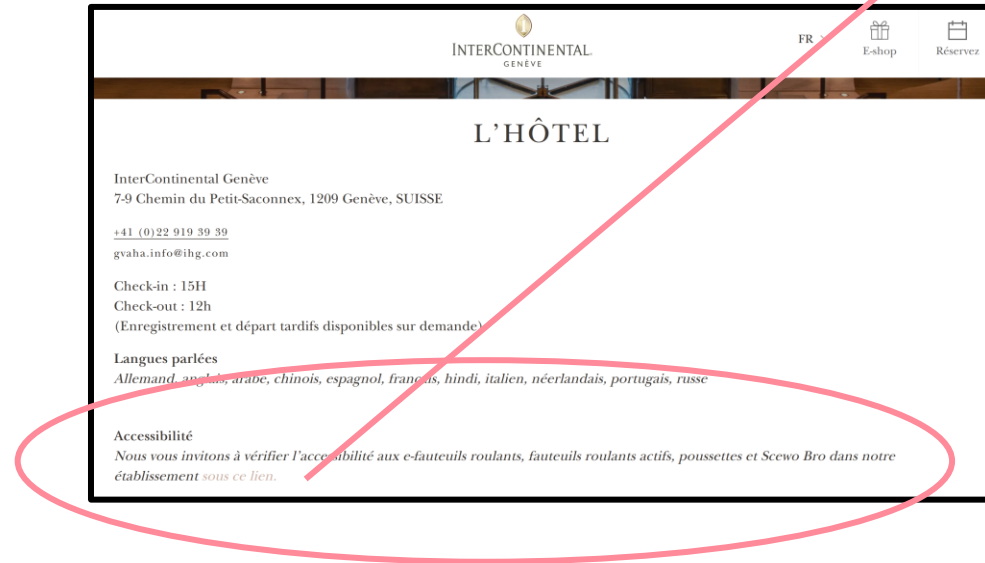 INTERCONTINENTAL.
GENÈVE
FR
E-shop
Réservez
L'HÔTEL
InterContinental Genève
7-9 Chemin du Petit-Saconnex, 1209 Genève, SUISSE
+41 (0)22 919 39 39
gvaha.info@ihg.com
Check-in : 15H
Check-out : 12h
(Enregistrement et départ tardifs disponibles sur demande)
Langues parlées
Allemand, anglais, arabe, chinois, espagnol, français, hindi, italien, néerlandais, portugais, russe
Accessibilité
Nous vous invitons à vérifier l'accessibilité aux e-fauteuils roulants, fauteuils roulants actifs, poussettes et Scewo Bro dans notre
établissement sous ce lien.